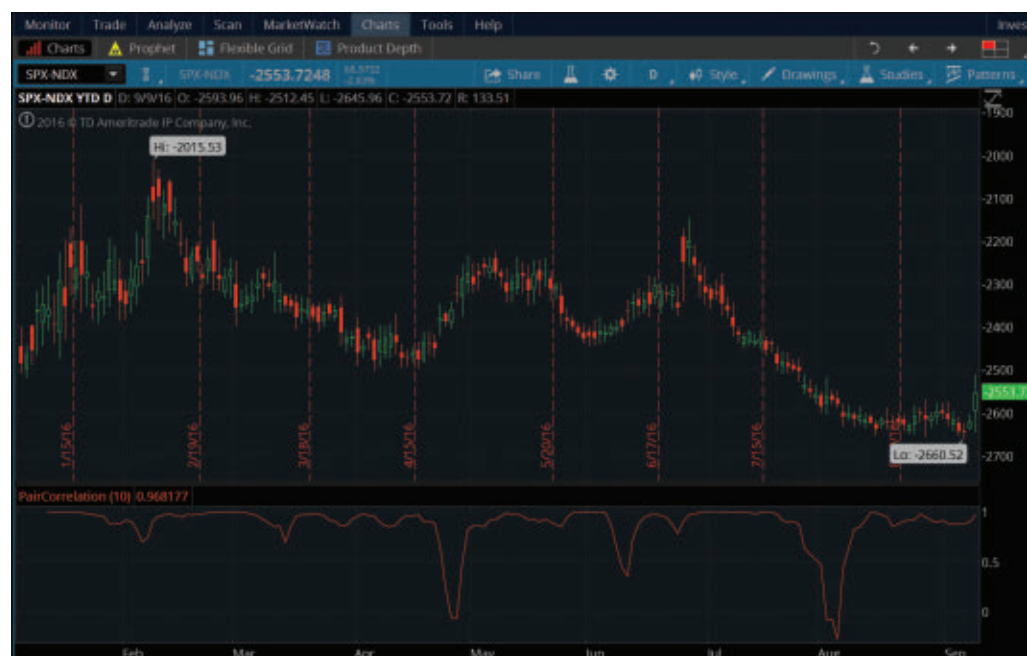 Monitor Trade Analyze Scan MarketWatch Charts Tools Help Inves
Charts Prophet Flexible Grid Product Depth
SPX-NDX SPX-NDX -2553.7248 Share D Style Drawings Studies Patterns
SPX-NDX YTD D D: 9/9/16 O: -2593.96 H: -2512.45 L: -2645.96 C: -2553.72 R: 133.51
2016 © TD Ameritrade IP Company, Inc.
-1900
Hi: -2015.53
-2000
-2100
-2200
-2300
-2400
-2500
-2553.7
-2600
Lo: -2660.52
-2700
1/15/16 2/19/16 3/18/16 4/15/16 5/20/16 6/17/16 7/15/16
PairCorrelation (10) 0.968177
1
0.5
0
Feb Mar Apr May Jun Jul Aug Sep